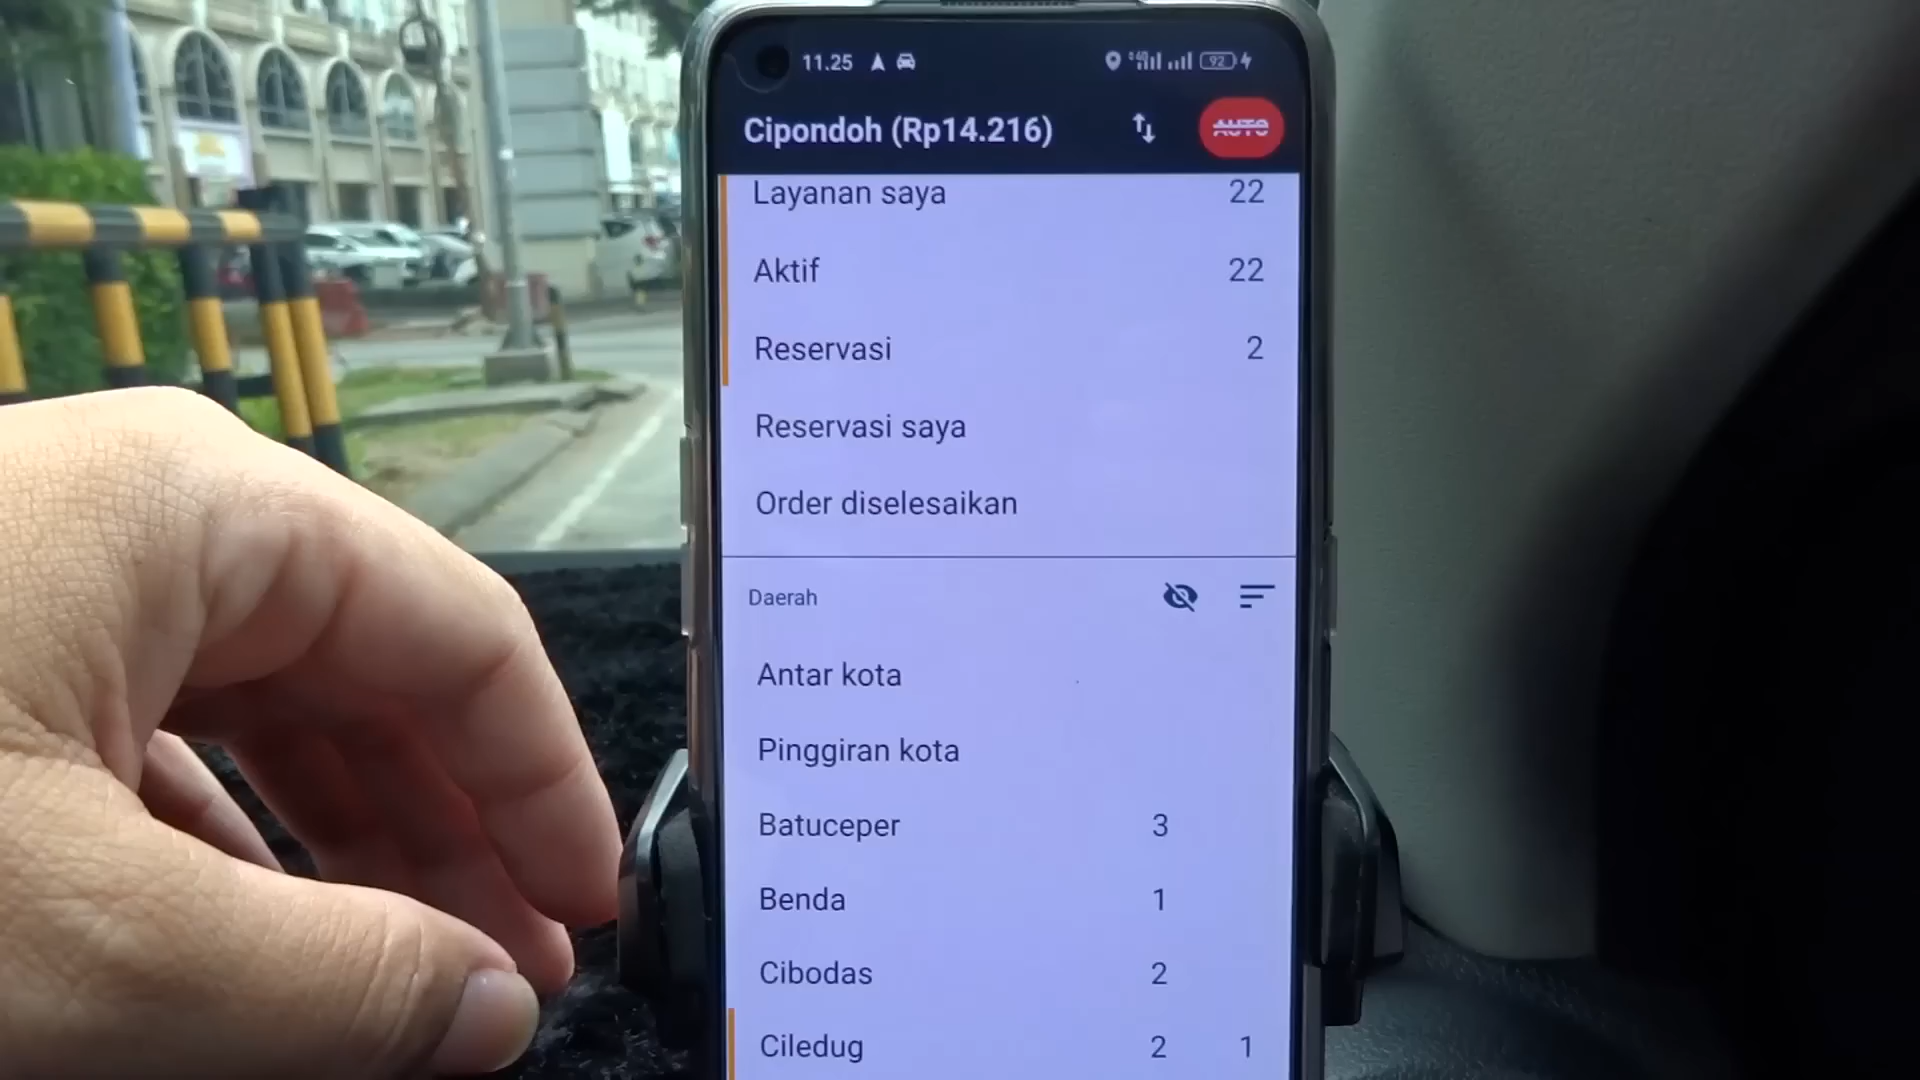 11.25
92
Cipondoh (Rp14.216)
AUTO
Layanan saya 22
Aktif 22
Reservasi 2
Reservasi saya
Order diselesaikan
Daerah
Antar kota
Pinggiran kota
Batuceper 3
Benda 1
Cibodas 2
Ciledug 2 1